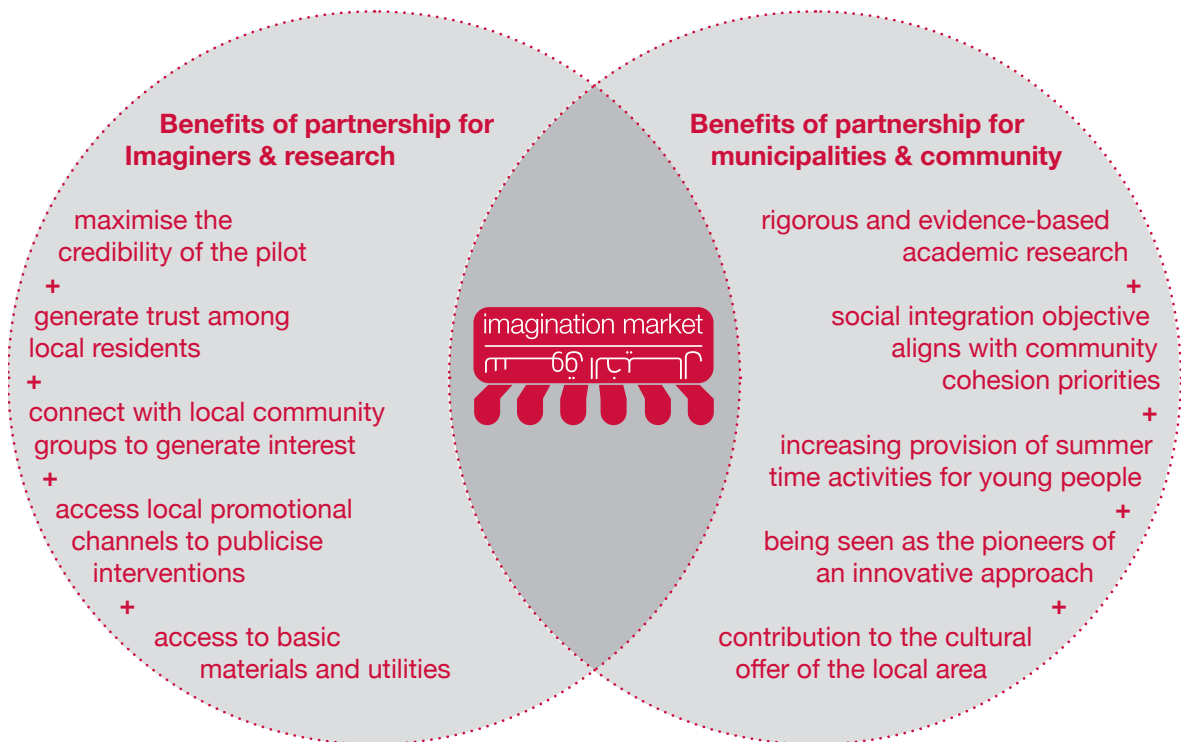 Benefits of partnership for
Imaginers & research
maximise the
credibility of the pilot
+
generate trust among
local residents
+
connect with local community
groups to generate interest
+
access local promotional
channels to publicise
interventions
+
access to basic
materials and utilities
imagination market
Benefits of partnership for
municipalities & community
rigorous and evidence-based
academic research
+
social integration objective
aligns with community
cohesion priorities
+
increasing provision of summer
time activities for young people
+
being seen as the pioneers of
an innovative approach
+
contribution to the cultural
offer of the local area